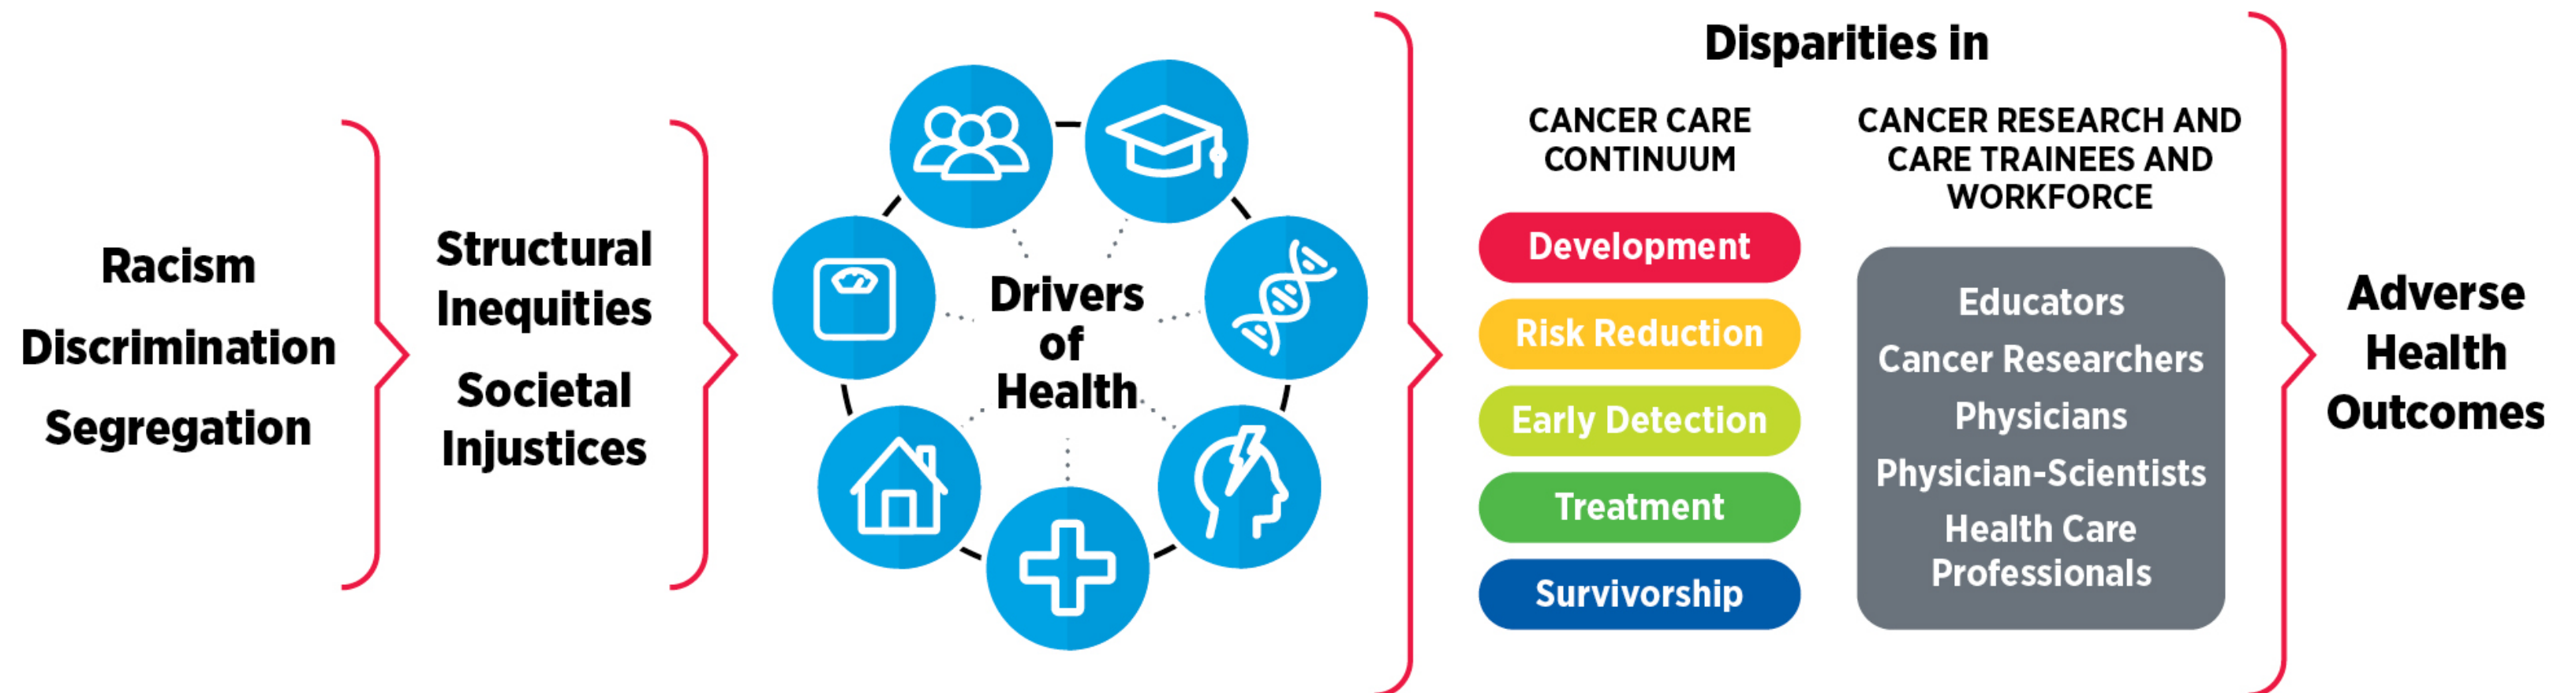 Racism
Discrimination
Segregation
Structural
Inequities
Societal
Injustices
Drivers
of
Health
Disparities in
CANCER CARE
CONTINUUM
Development
Risk Reduction
Early Detection
Treatment
Survivorship
CANCER RESEARCH AND
CARE TRAINEES AND
WORKFORCE
Educators
Cancer Researchers
Physicians
Physician-Scientists
Health Care
Professionals
Adverse
Health
Outcomes